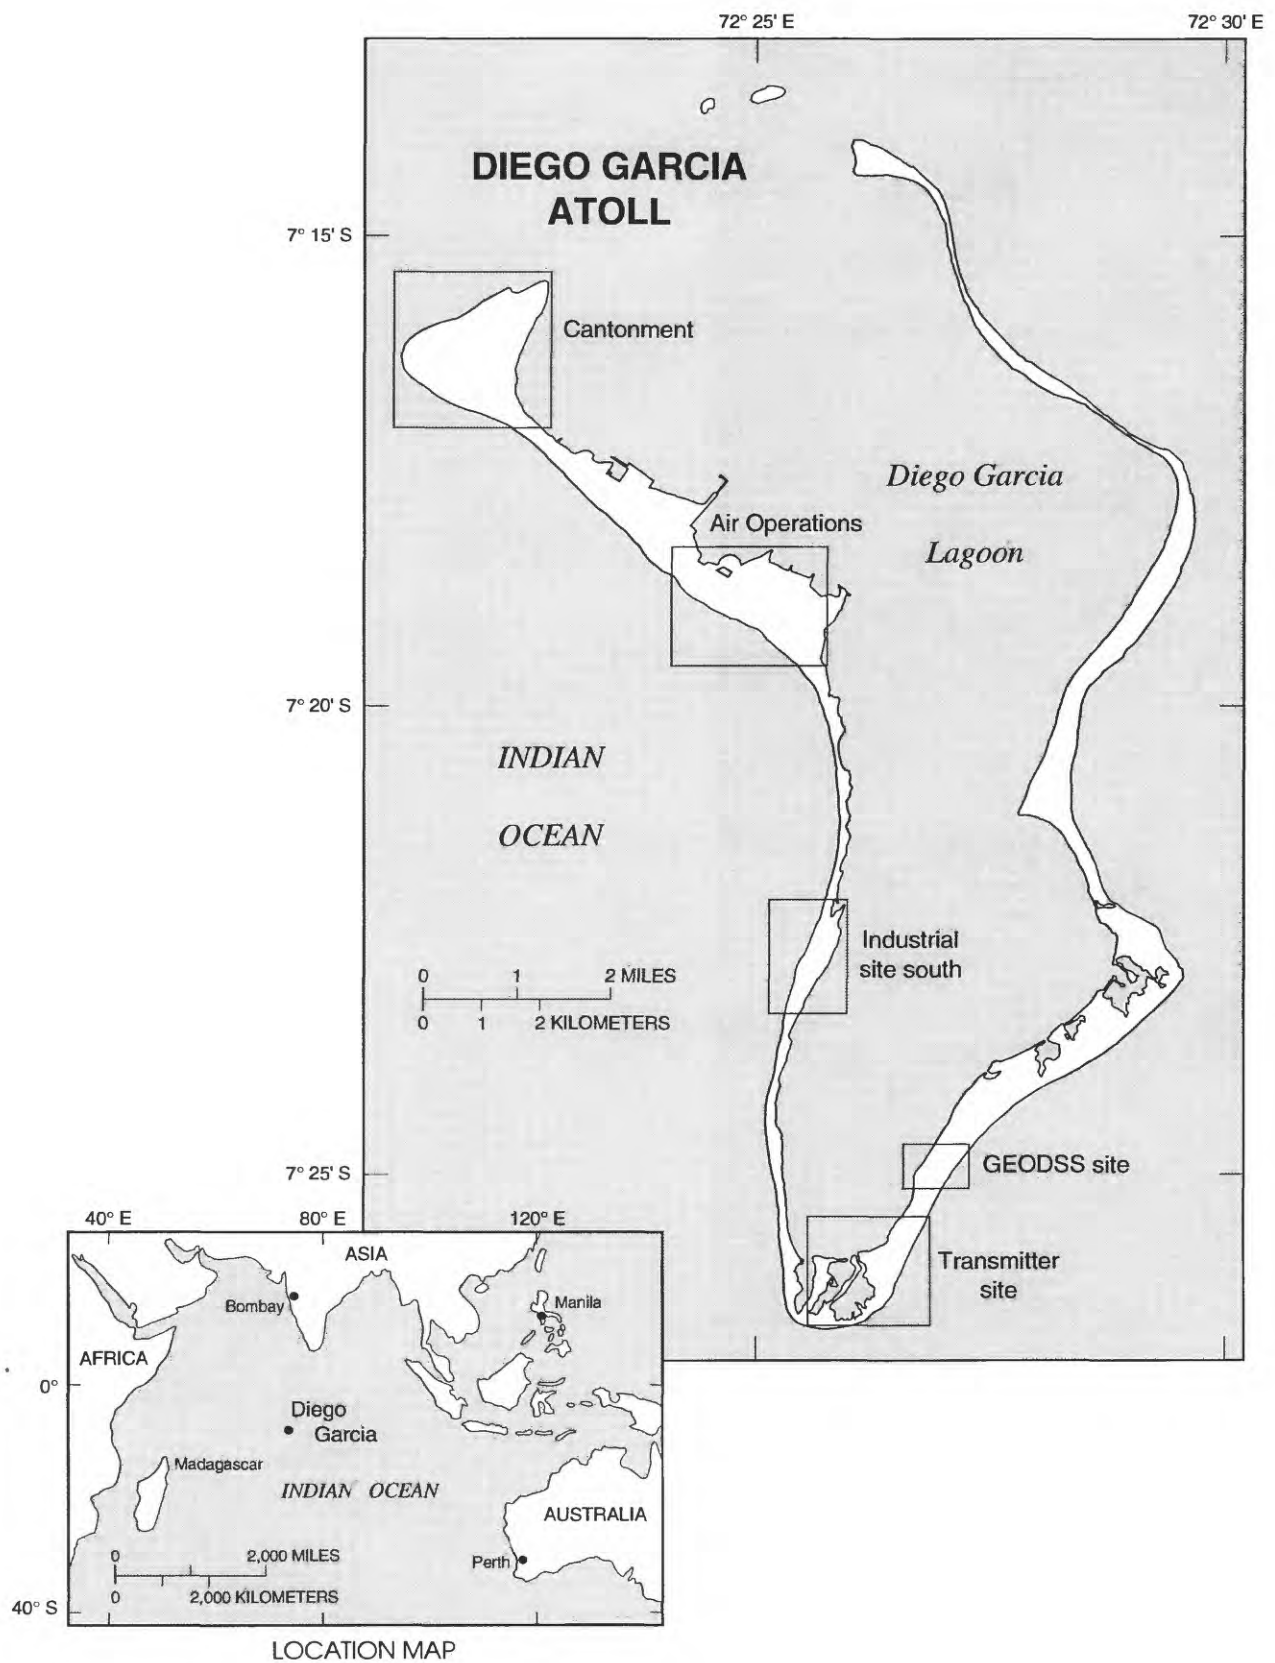 72° 25' E
72° 30' E
DIEGO GARCIA
ATOLL
7° 15' S
Cantonment
Diego Garcia
Lagoon
Air Operations
7° 20' S
INDIAN
OCEAN
Industrial
site south
0 1 2 MILES
0 1 2 KILOMETERS
7° 25' S
GEODSS site
Transmitter
site
40° E
80° E
120° E
ASIA
Bombay
Manila
AFRICA
0°
Diego
Garcia
Madagascar
INDIAN OCEAN
AUSTRALIA
0 2,000 MILES
0 2,000 KILOMETERS
Perth
40° S
LOCATION MAP